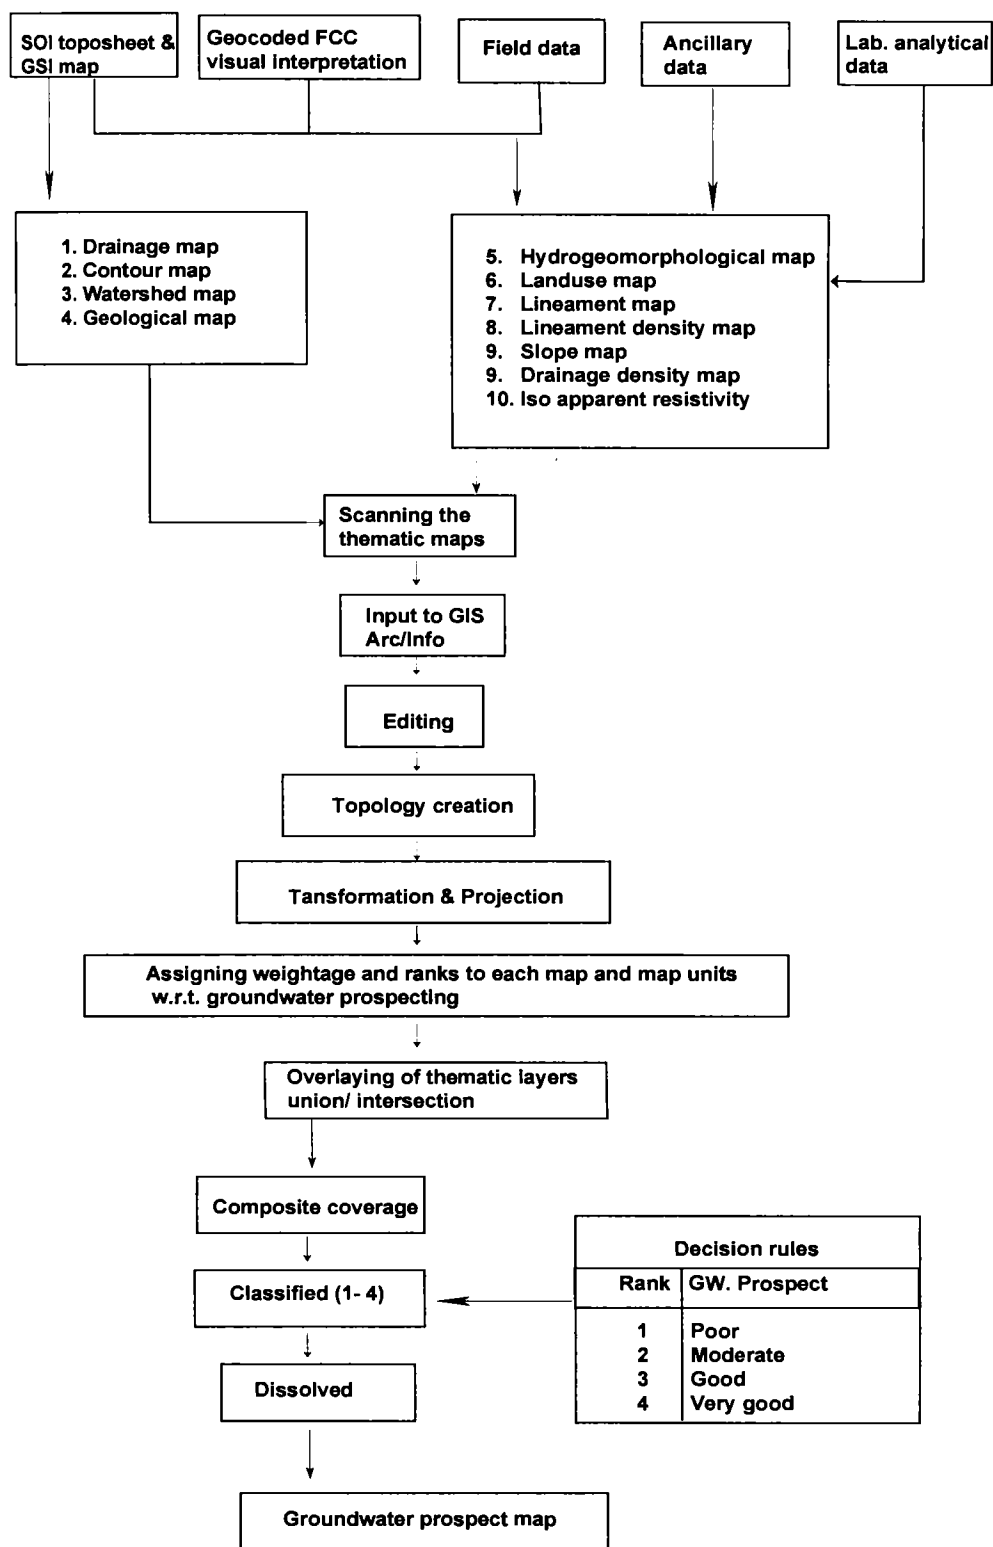 SOI toposheet &
GSI map
Geocoded FCC
visual interpretation
Field data
Ancillary
data
Lab. analytical
data
1. Drainage map
2. Contour map
3. Watershed map
4. Geological map
5. Hydrogeomorphological map
6. Landuse map
7. Lineament map
8. Lineament density map
9. Slope map
9. Drainage density map
10. Iso apparent resistivity
Scanning the
thematic maps
Input to GIS
Arc/Info
Editing
Topology creation
Tansformation & Projection
Assigning weightage and ranks to each map and map units
w.r.t. groundwater prospecting
Overlaying of thematic layers
union/ intersection
Composite coverage
Classified (1- 4)
Decision rules
Rank GW. Prospect
1 Poor
2 Moderate
3 Good
4 Very good
Dissolved
Groundwater prospect map